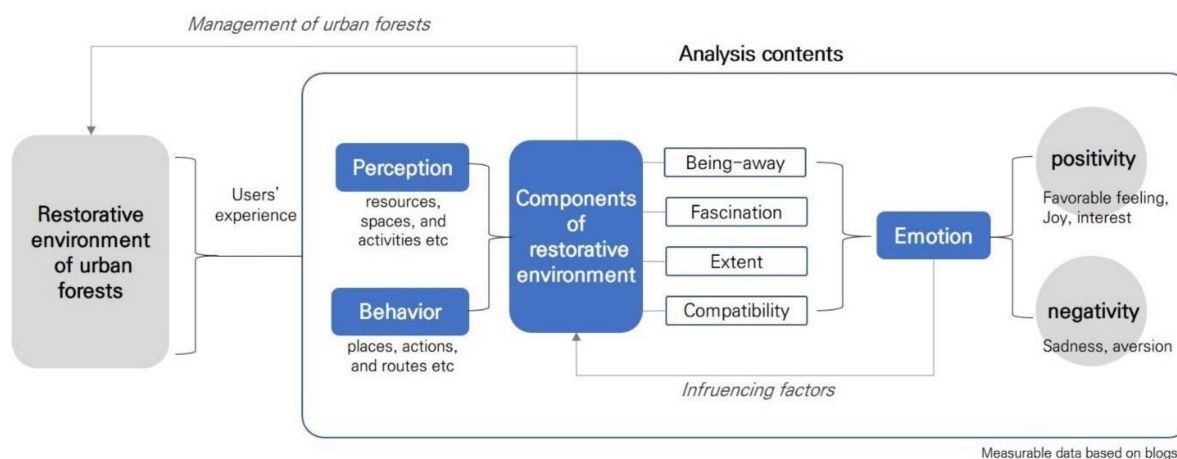 Management of urban forests
Analysis contents
Restorative
environment
of urban
forests
Users'
experience
Perception
resources,
spaces, and
activities etc
Behavior
places, actions,
and routes etc
Components
of
restorative
environment
Being-away
Fascination
Extent
Compatibility
Emotion
positivity
Favorable feeling,
Joy, interest
negativity
Sadness, aversion
Infruencing factors
Measurable data based on blogs